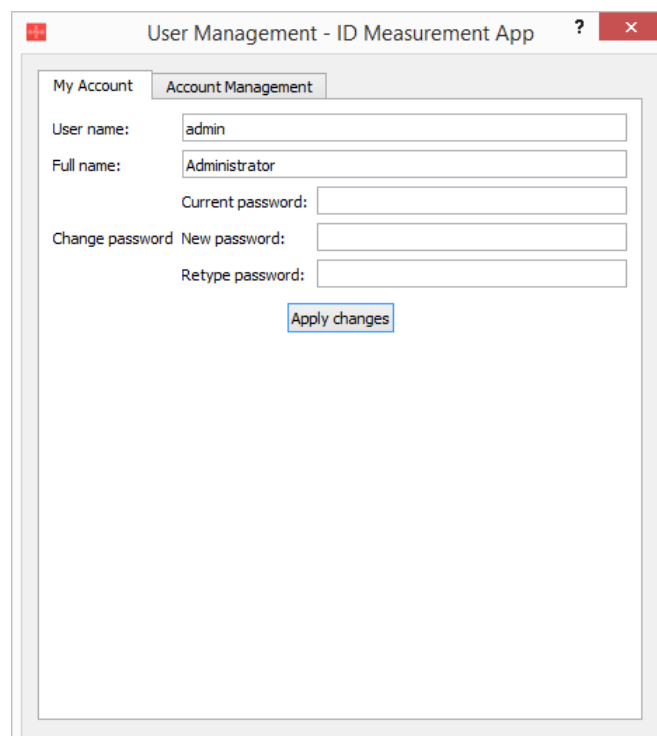 User Management - ID Measurement App ? ×
My Account Account Management
User name: admin
Full name: Administrator
Current password:
Change password New password:
Retype password:
Apply changes